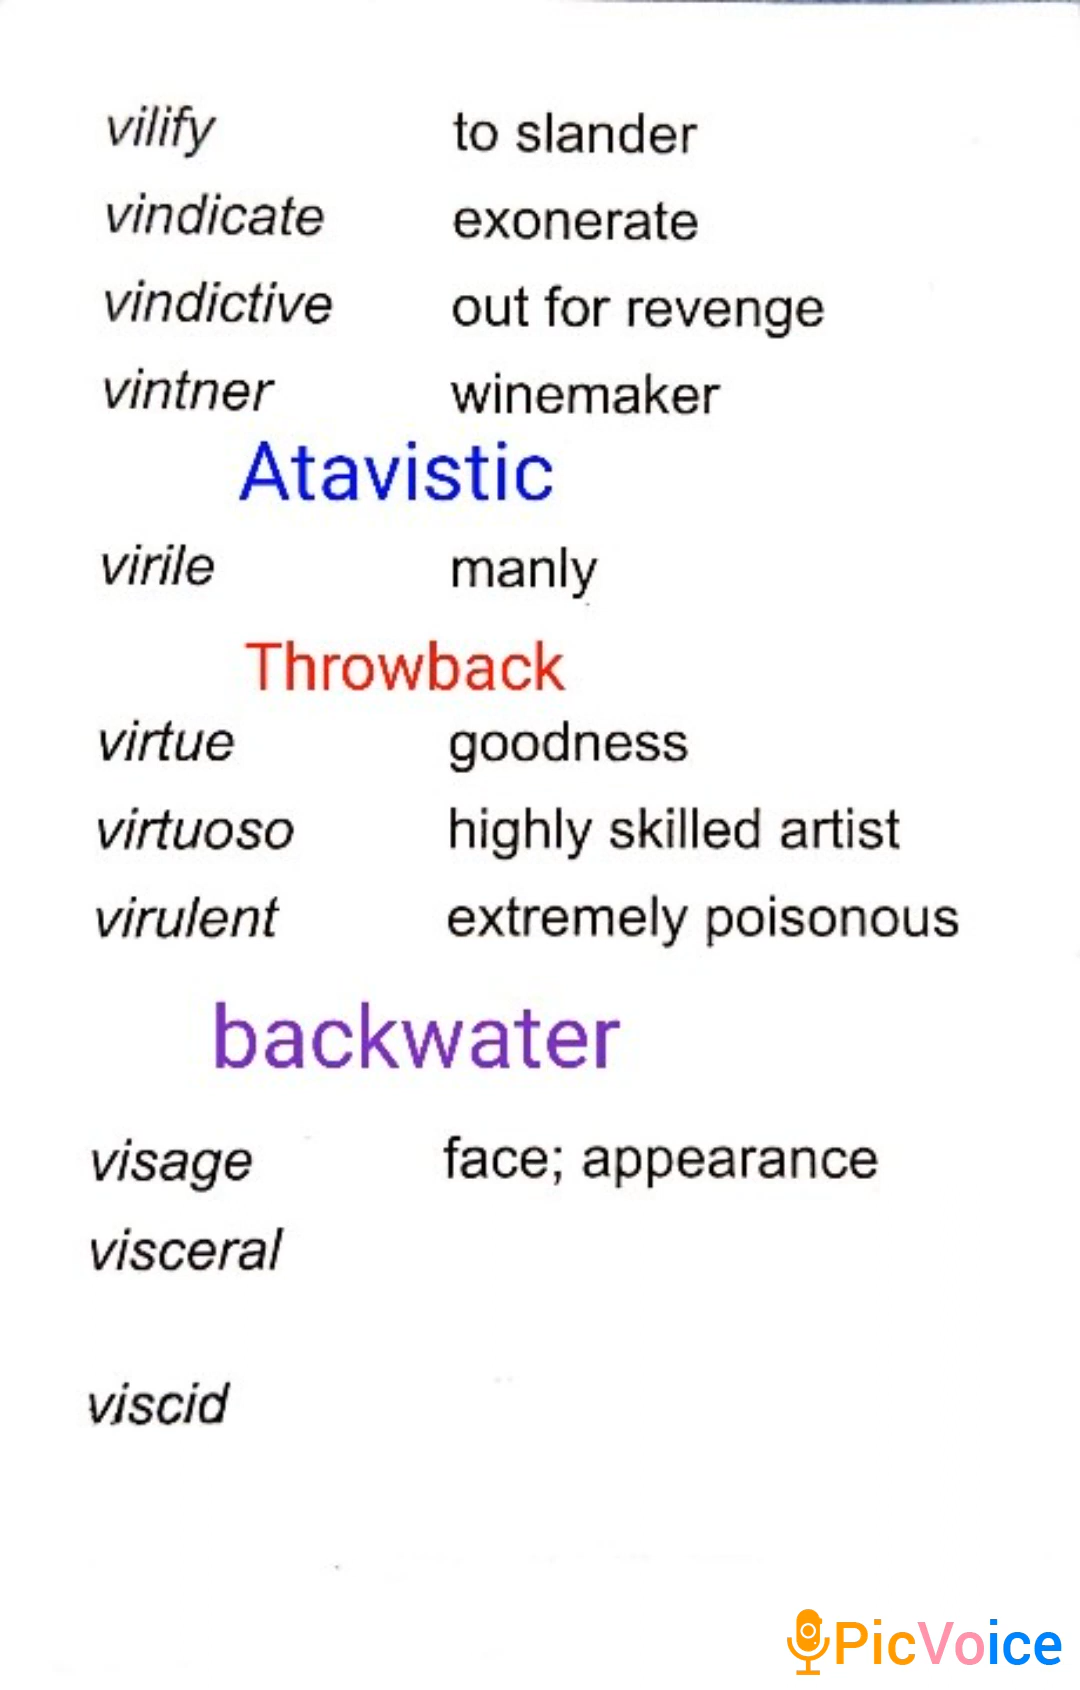 vilify to slander
vindicate exonerate
vindictive out for revenge
vintner winemaker
Atavistic
virile manly
Throwback
virtue goodness
virtuoso highly skilled artist
virulent extremely poisonous
backwater
visage face; appearance
visceral
viscid
PicVoice